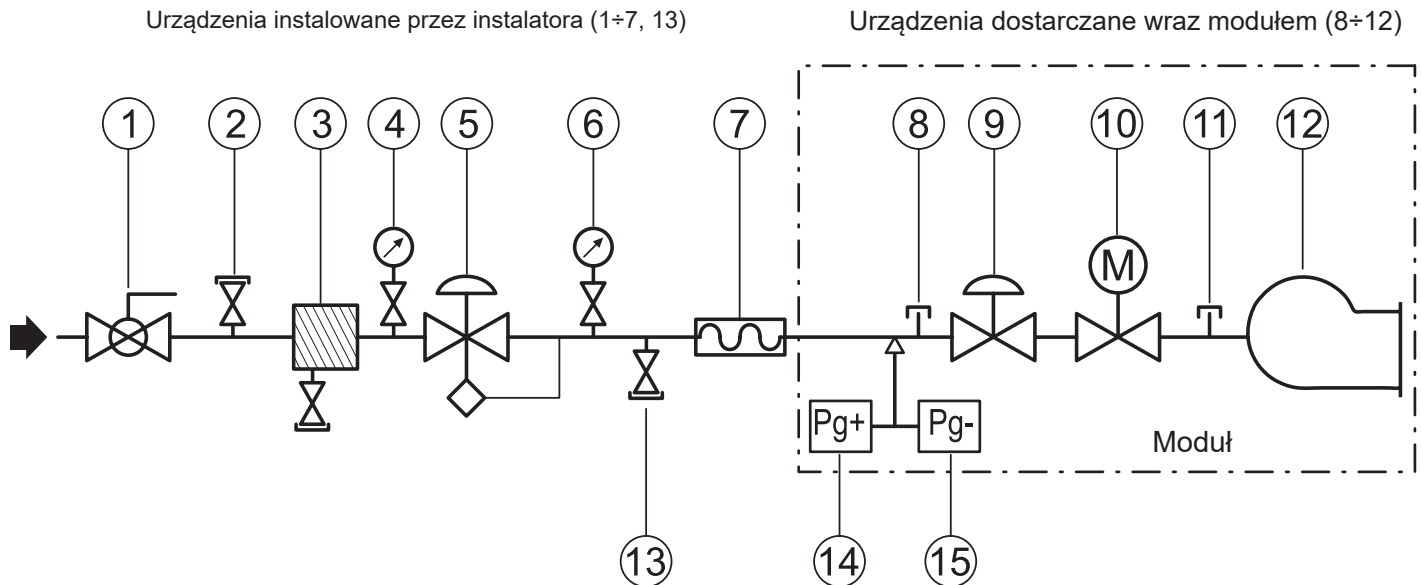 Urządzenia instalowane przez instalatora (1÷7, 13)
Urządzenia dostarczane wraz modułem (8÷12)
1 2 3 4 5 6 7 8 9 10 11 12
M
Pg+ Pg-
Moduł
13 14 15